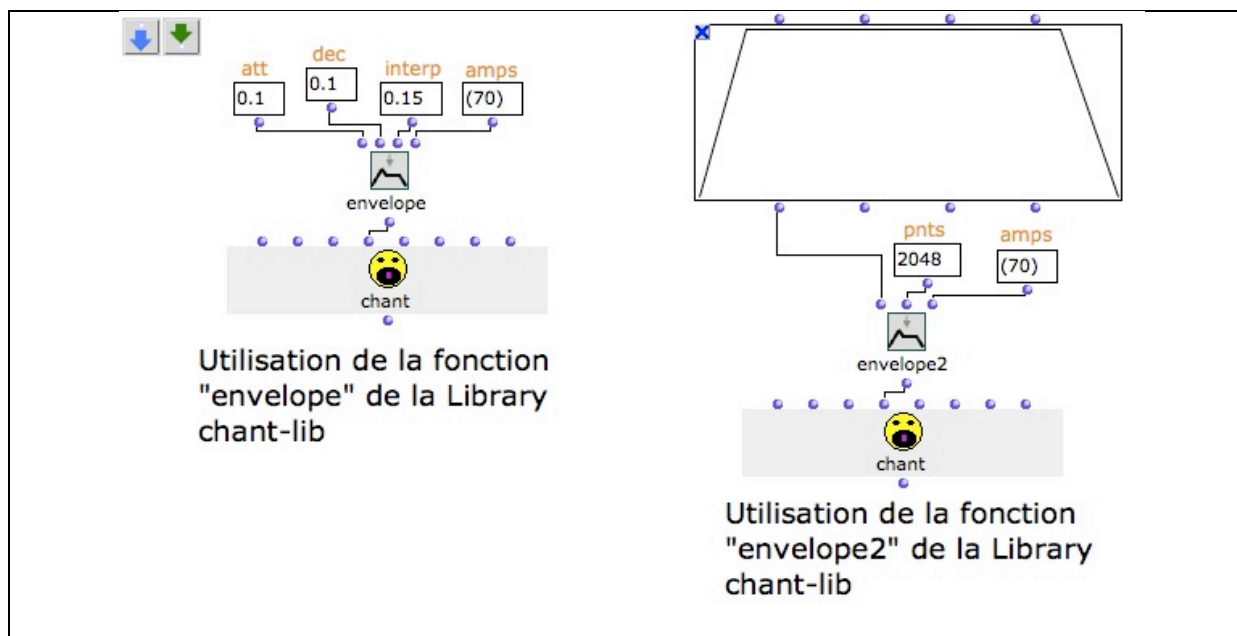 att
dec
interp
amps
0.1
0.1
0.15
(70)
envelope
chant
Utilisation de la fonction
"envelope" de la Library
chant-lib
pnts
amps
2048
(70)
envelope2
chant
Utilisation de la fonction
"envelope2" de la Library
chant-lib